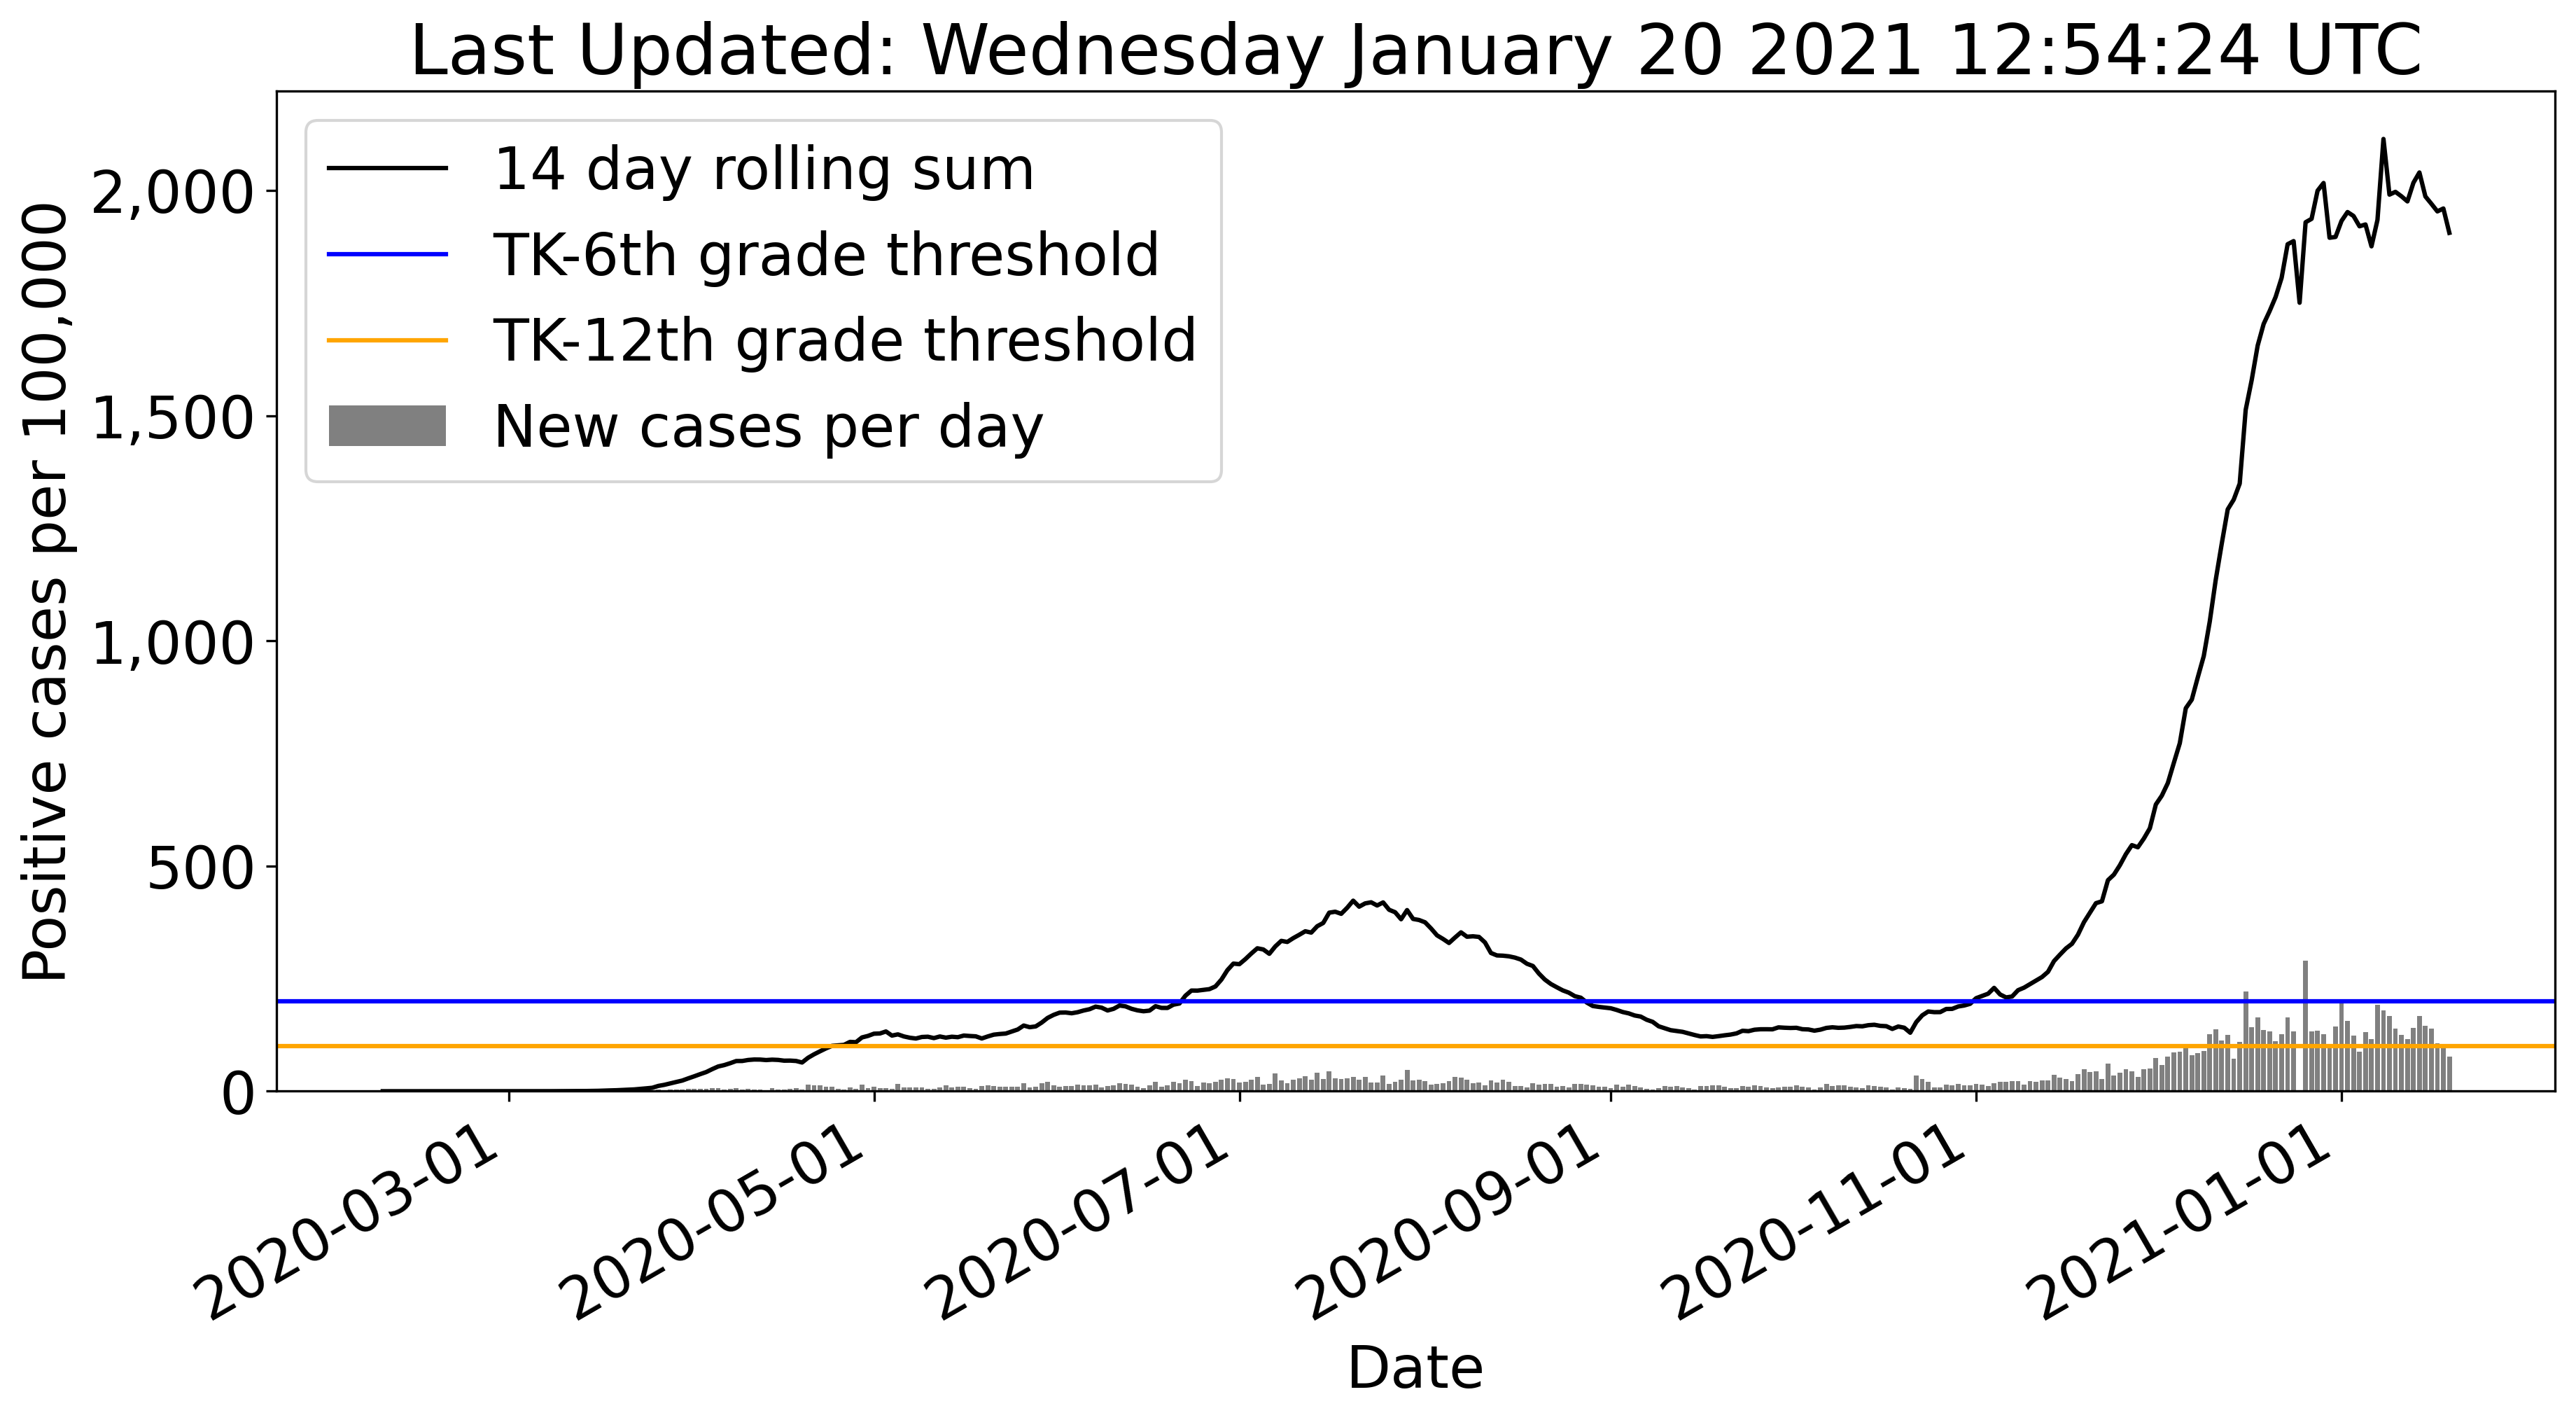 Last Updated: Wednesday January 20 2021 12:54:24 UTC
14 day rolling sum
TK-6th grade threshold
TK-12th grade threshold
New cases per day
Positive cases per 100,000
2,000
1,500
1,000
500
0
2020-03-01
2020-05-01
2020-07-01
2020-09-01
2020-11-01
2021-01-01
Date